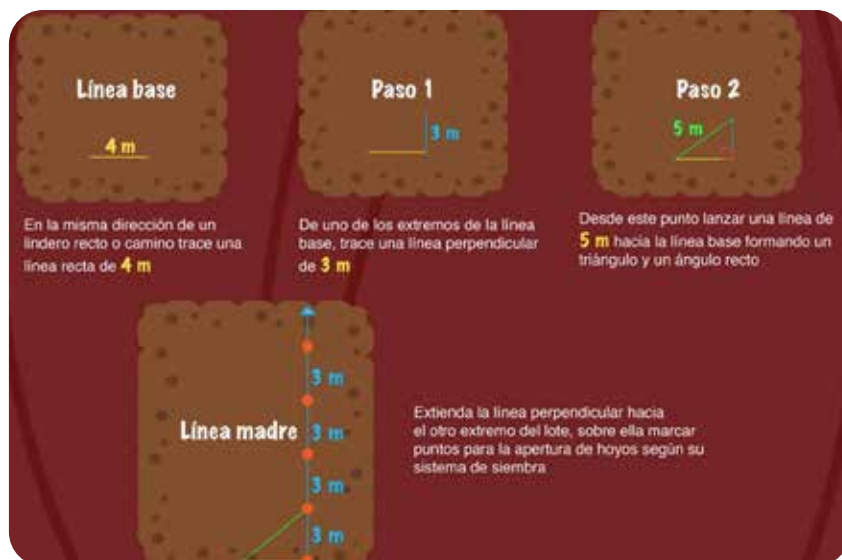 Línea base
4 m
En la misma dirección de un
lindero recto o camino trace una
línea recta de 4 m
Paso 1
3 m
De uno de los extremos de la línea
base, trace una línea perpendicular
de 3 m
Paso 2
5 m
Desde este punto lanzar una línea de
5 m hacia la línea base formando un
triángulo y un ángulo recto
Línea madre
3 m
3 m
3 m
3 m
Extienda la línea perpendicular hacia
el otro extremo del lote, sobre ella marcar
puntos para la apertura de hoyos según su
sistema de siembra